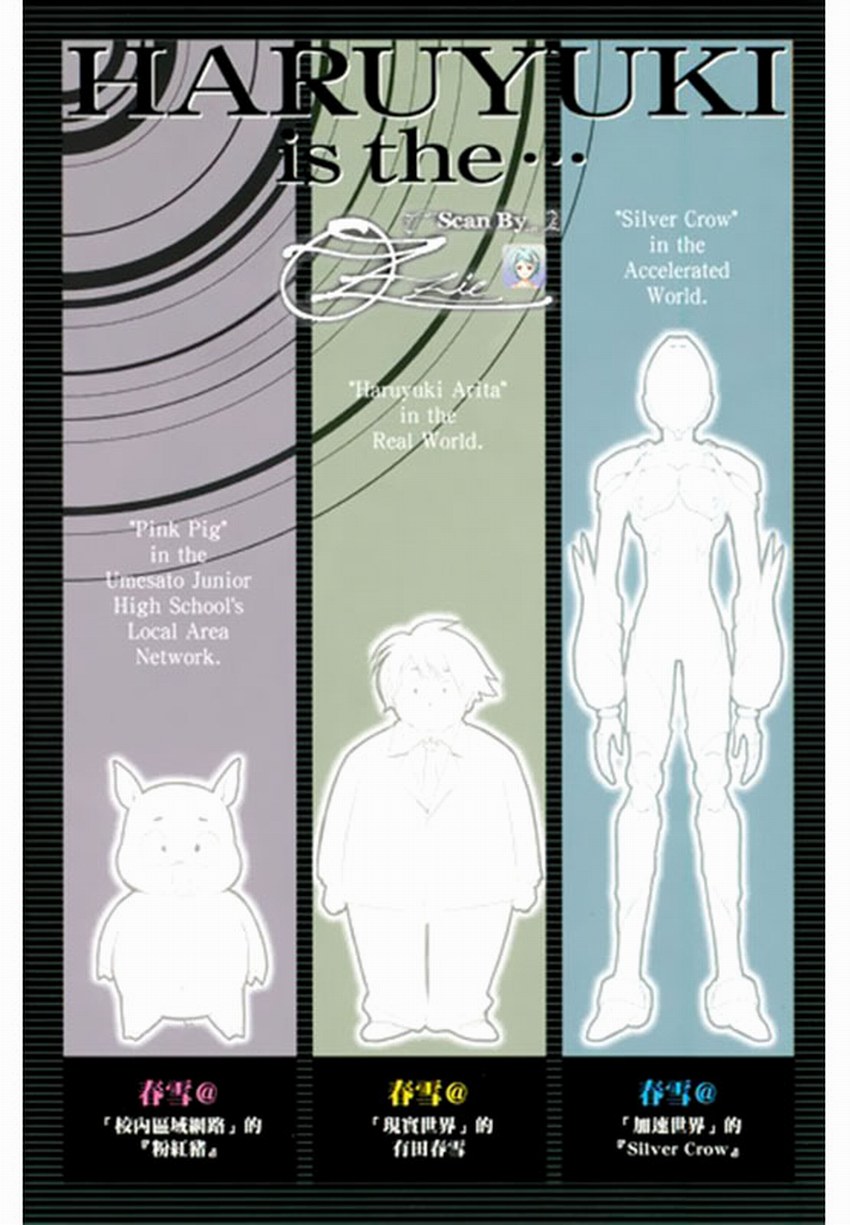 HARUYUKI
is the…
Scan By
Ozzie
"Silver Crow"
in the
Accelerated
World.
"Haruyuki Arita"
in the
Real World.
"Pink Pig"
in the
Umesato Junior
High School's
Local Area
Network.
春雪@
「校內區域網路」的
『粉紅豬』
春雪@
「現實世界」的
有田春雪
春雪@
「加速世界」的
『Silver Crow』